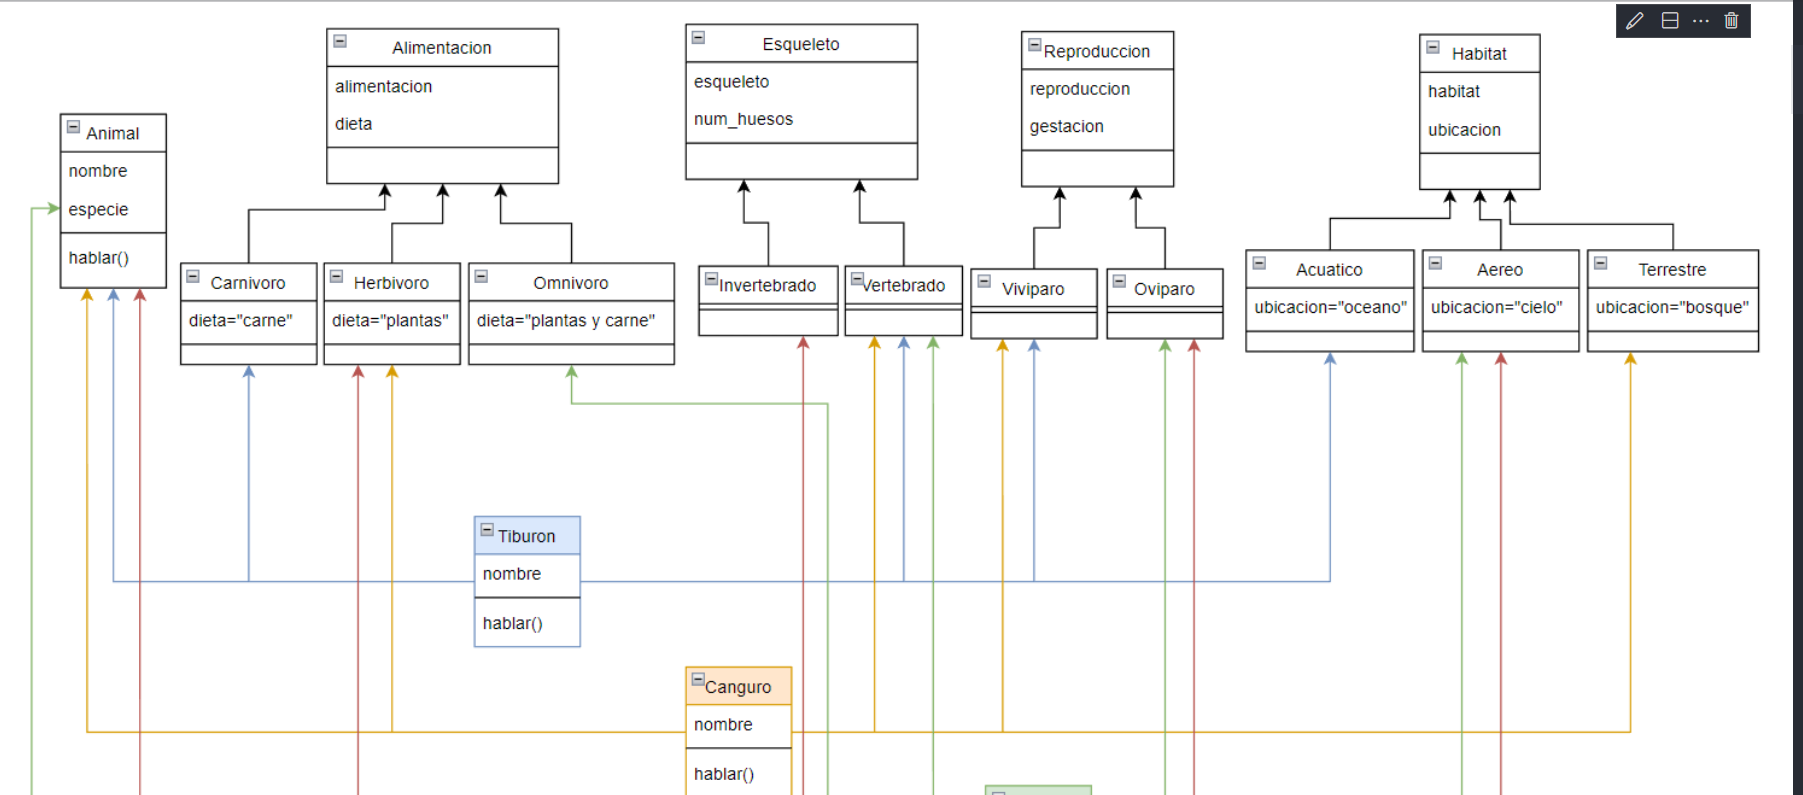 Animal
nombre
especie
hablar()
Alimentacion
alimentacion
dieta
Esqueleto
esqueleto
num_huesos
Reproduccion
reproduccion
gestacion
Habitat
habitat
ubicacion
Carnivoro
dieta="carne"
Herbivoro
dieta="plantas"
Omnivoro
dieta="plantas y carne"
Invertebrado
Vertebrado
Viviparo
Oviparo
Acuatico
ubicacion="oceano"
Aereo
ubicacion="cielo"
Terrestre
ubicacion="bosque"
Tiburon
nombre
hablar()
Canguro
nombre
hablar()